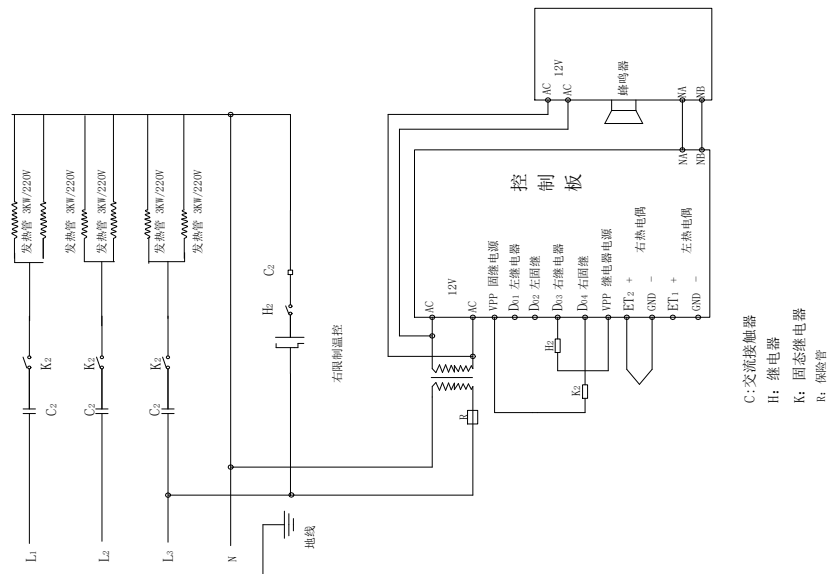 发热管 3KW/220V
发热管 3KW/220V
发热管 3KW/220V
发热管 3KW/220V
发热管 3KW/220V
发热管 3KW/220V
K2
K2
K2
C2
C2
C2
L1
L2
L3
N
地线
H2
C2
右限制温控
R
H2
K2
控制板
AC
12V
AC
VPP 固继电源
D01 左继电器
D02 左固继
D03 右继电器
D04 右固继
VPP 继电器电源
ET2 +
右热电偶
GND -
ET1 +
左热电偶
GND -
NA
NB
AC
12V
AC
蜂鸣器
NA
NB
C:交流接触器
H: 继电器
K: 固态继电器
R: 保险管